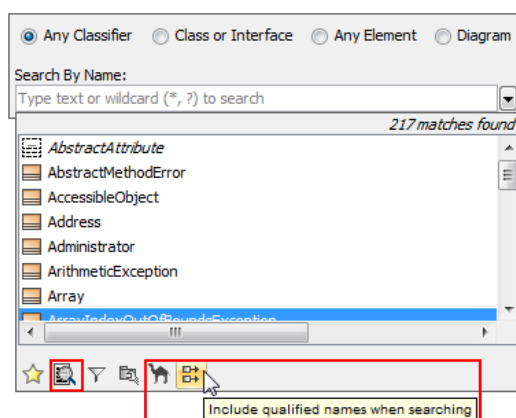 Any Classifier Class or Interface Any Element Diagram
Search By Name:
Type text or wildcard (*, ?) to search
217 matches found
AbstractAttribute
AbstractMethodError
AccessibleObject
Address
Administrator
ArithmeticException
Array
ArrayIndexOutOfBoundsException
Include qualified names when searching